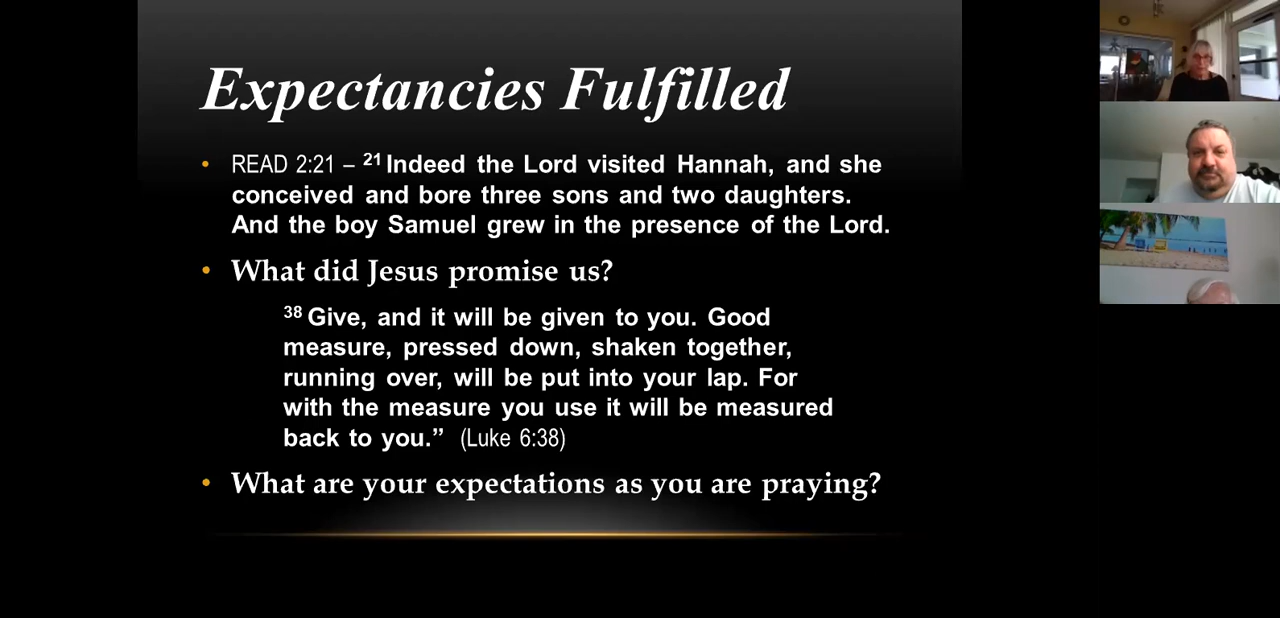 Expectancies Fulfilled
• READ 2:21 – 21 Indeed the Lord visited Hannah, and she
conceived and bore three sons and two daughters.
And the boy Samuel grew in the presence of the Lord.
• What did Jesus promise us?
38 Give, and it will be given to you. Good
measure, pressed down, shaken together,
running over, will be put into your lap. For
with the measure you use it will be measured
back to you.” (Luke 6:38)
• What are your expectations as you are praying?